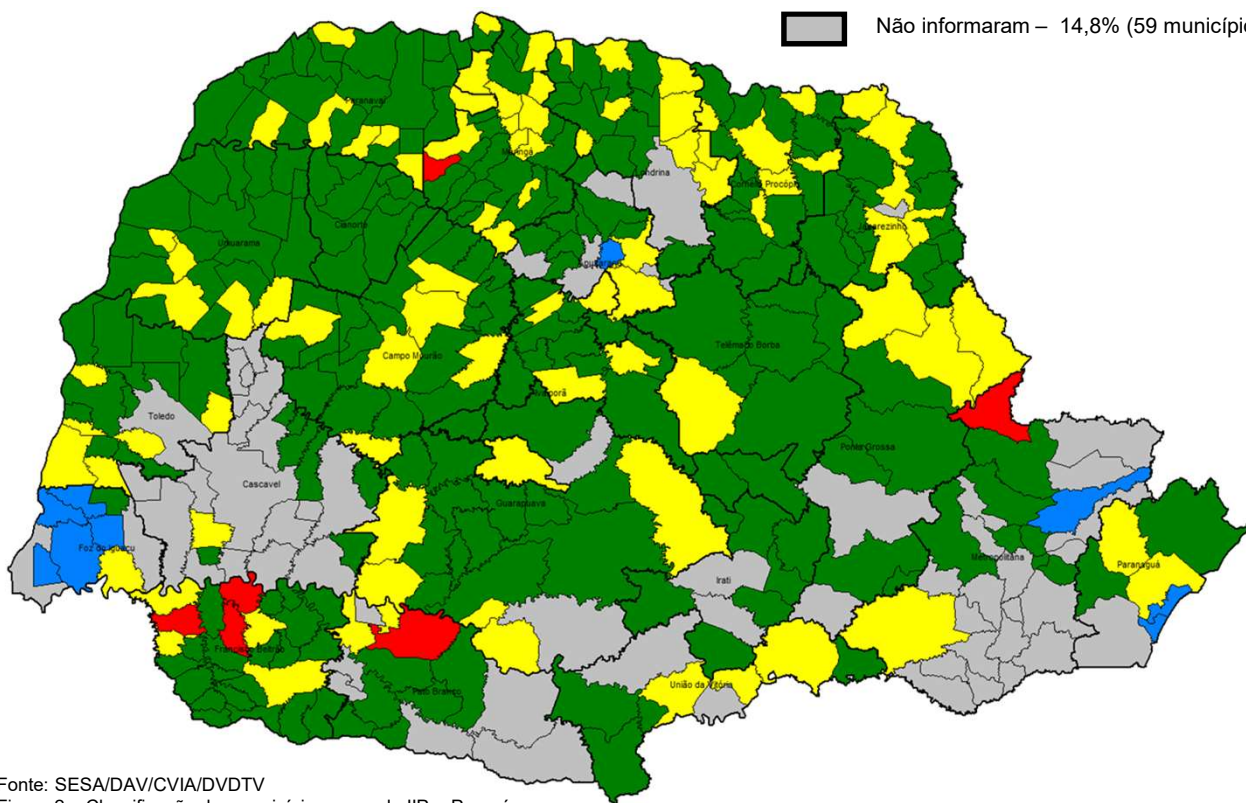 Não informaram – 14,8% (59 municípi
Paranavaí
Maringá
Londrina
Cornélio Procópio
Jacarezinho
Umuarama
Cianorte
Apucarana
Campo Mourão
Telêmaco Borba
Ivaiporã
Toledo
Ponta Grossa
Cascavel
Guarapuava
Foz do Iguaçu
Metropolitana
Paranaguá
Irati
Francisco Beltrão
Pato Branco
União da Vitória
Fonte: SESA/DAV/CVIA/DVDTV